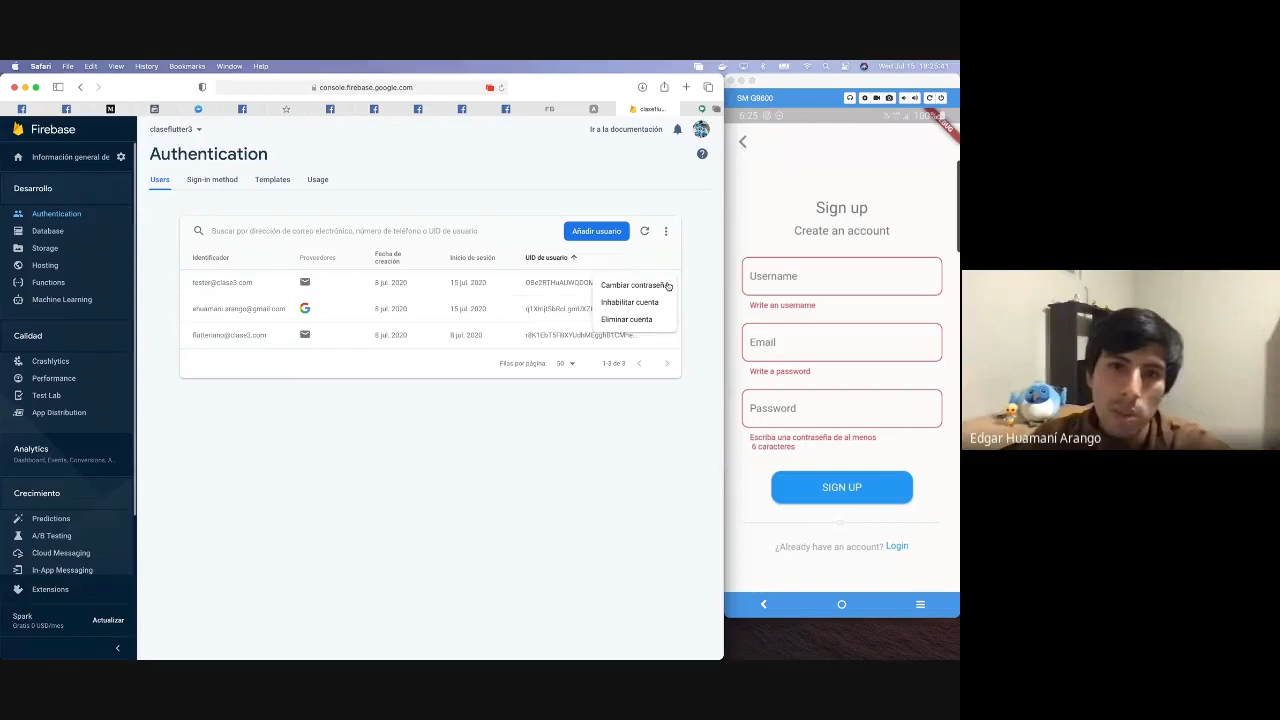 Safari File Edit View History Bookmarks Window Help
Wed Jul 15 18:25:41
console.firebase.google.com
claseflu...
Firebase
Información general de
Desarrollo
Authentication
Database
Storage
Hosting
Functions
Machine Learning
Calidad
Crashlytics
Performance
Test Lab
App Distribution
Analytics
Dashboard, Events, Conversions, A...
Crecimiento
Predictions
A/B Testing
Cloud Messaging
In-App Messaging
Extensions
Spark
Gratis 0 USD/mes
Actualizar
claseflutter3
Ir a la documentación
Authentication
Users Sign-in method Templates Usage
Buscar por dirección de correo electrónico, número de teléfono o UID de usuario
Añadir usuario
Identificador Proveedores Fecha de creación Inicio de sesión UID de usuario
tester@clase3.com 8 jul. 2020 15 jul. 2020
ehuamani.arango@gmail.com 8 jul. 2020 15 jul. 2020
flutteriano@clase3.com 8 jul. 2020 8 jul. 2020
Cambiar contraseña
Inhabilitar cuenta
Eliminar cuenta
Filas por página: 50 1-3 de 3
SM G9600
6:25 100%
Sign up
Create an account
Username
Write an username
Email
Write a password
Password
Escriba una contraseña de al menos
6 caracteres
SIGN UP
or
¿Already have an account? Login
Edgar Huamaní Arango